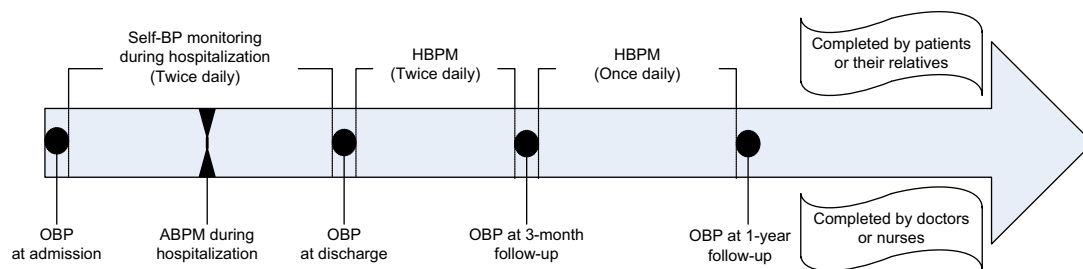 Self-BP monitoring
during hospitalization
(Twice daily)
HBPM
(Twice daily)
HBPM
(Once daily)
Completed by patients
or their relatives
OBP
at admission
ABPM during
hospitalization
OBP
at discharge
OBP at 3-month
follow-up
OBP at 1-year
follow-up
Completed by doctors
or nurses